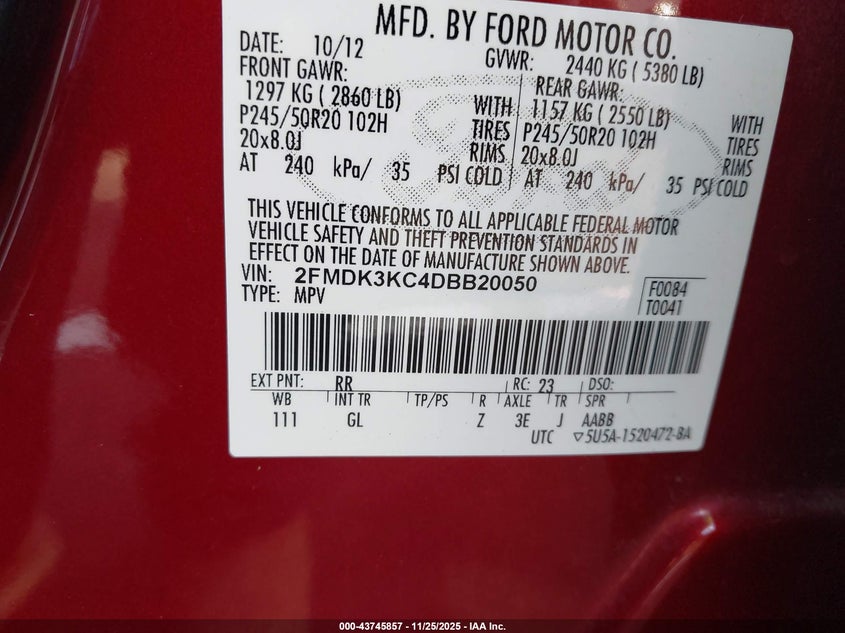 MFD. BY FORD MOTOR CO.
DATE: 10/12 GVWR: 2440 KG ( 5380 LB)
FRONT GAWR: REAR GAWR:
1297 KG ( 2860 LB) WITH 1157 KG ( 2550 LB) WITH
P245/50R20 102H TIRES P245/50R20 102H TIRES
20x8.0J RIMS 20x8.0J RIMS
AT 240 kPa/ 35 PSI COLD AT 240 kPa/ 35 PSI COLD
THIS VEHICLE CONFORMS TO ALL APPLICABLE FEDERAL MOTOR
VEHICLE SAFETY AND THEFT PREVENTION STANDARDS IN
EFFECT ON THE DATE OF MANUFACTURE SHOWN ABOVE.
VIN: 2FMDK3KC4DBB20050 F0084
TYPE: MPV T0041
EXT PNT: RR RC: 23 DSO:
WB INT TR TP/PS R AXLE TR SPR
111 GL Z 3E J AABB
UTC ▽5U5A-1520472-BA
000-43745857 - 11/25/2025 - IAA Inc.